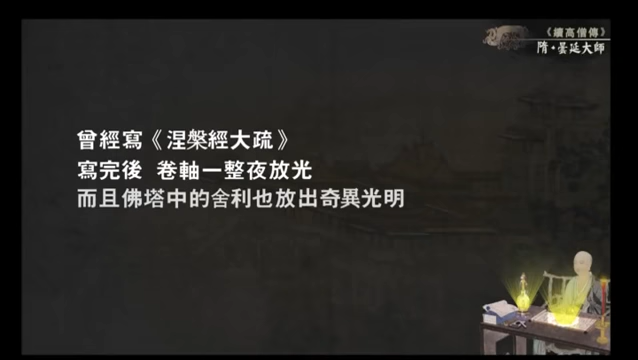 《續高僧傳》
隋·曇延大師
曾經寫《涅槃經大疏》
寫完後 卷軸一整夜放光
而且佛塔中的舍利也放出奇異光明